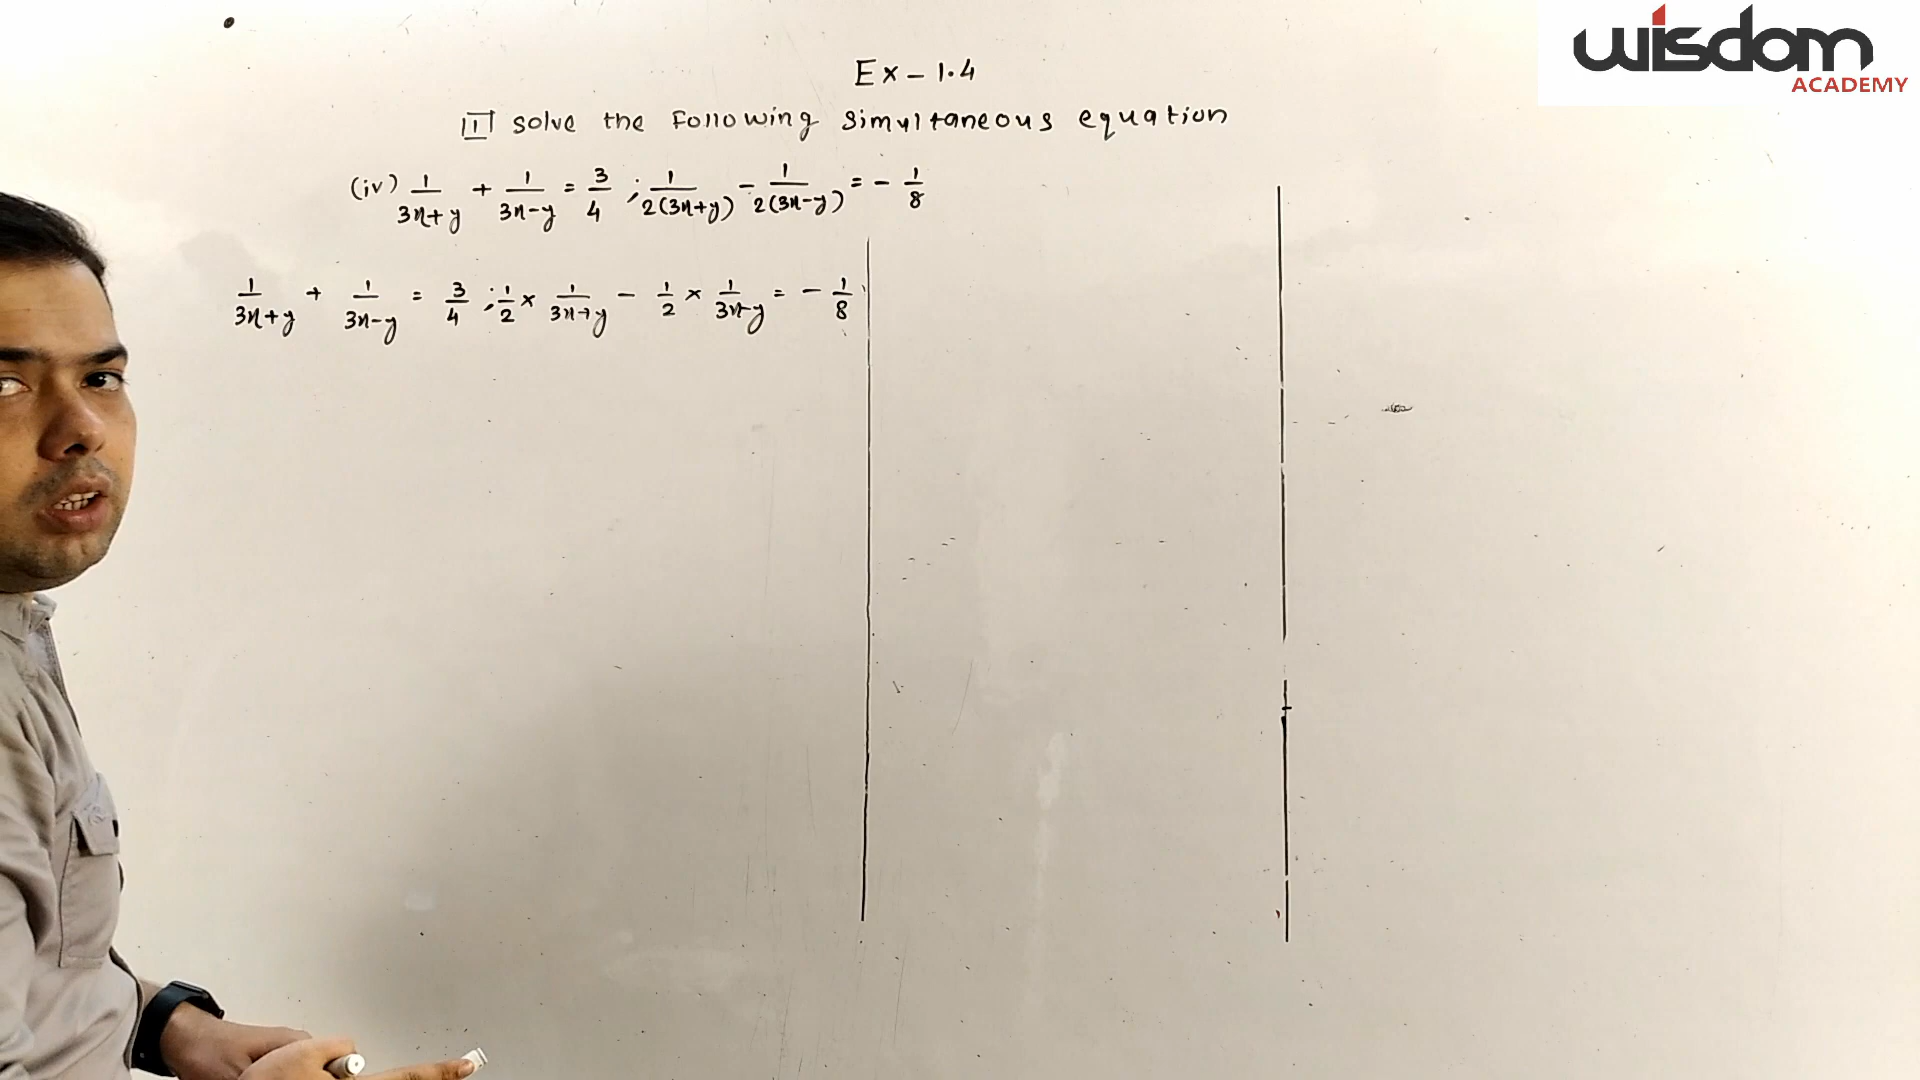 wisdom
ACADEMY
Ex - 1.4
1 solve the following simultaneous equation
(iv) 1/3x+y + 1/3x-y = 3/4 ; 1/2(3x+y) - 1/2(3x-y) = - 1/8
1/3x+y + 1/3x-y = 3/4 ; 1/2 × 1/3x+y - 1/2 × 1/3x-y = - 1/8